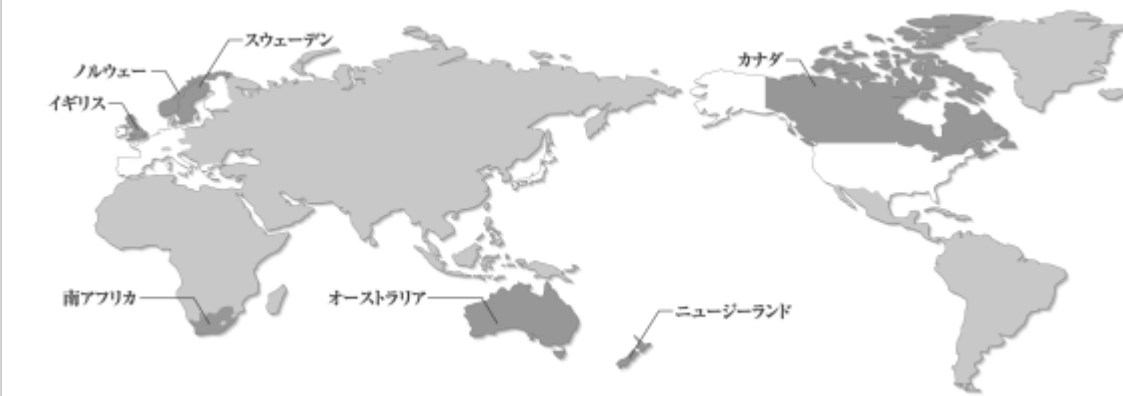 スウェーデン
ノルウェー
イギリス
カナダ
南アフリカ
オーストラリア
ニュージーランド